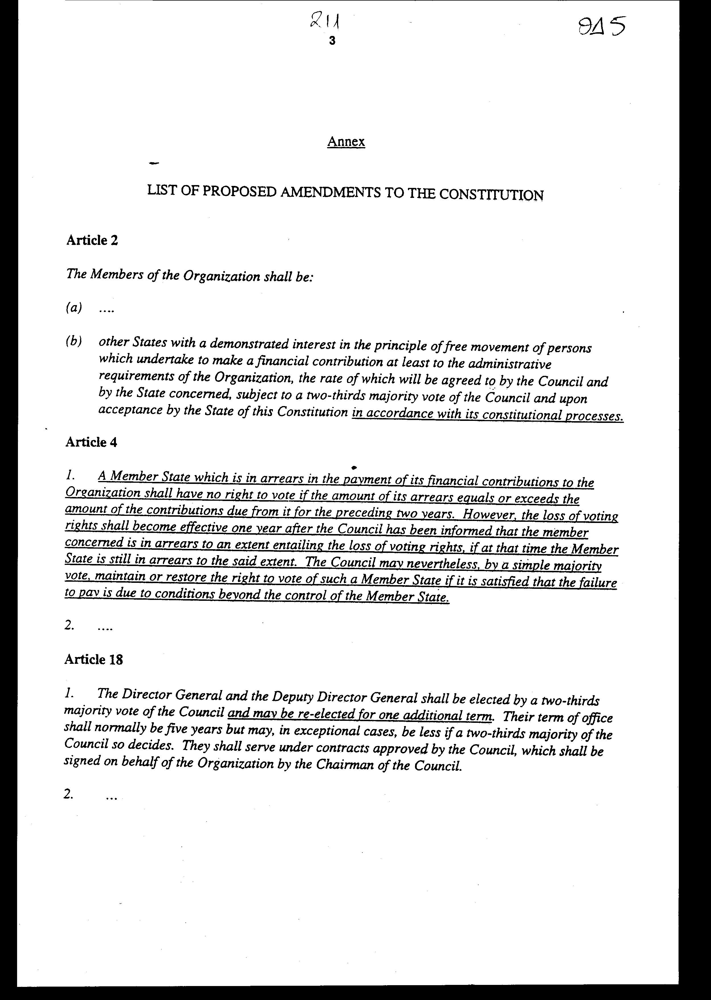 211
3
Annex
LIST OF PROPOSED AMENDMENTS TO THE CONSTITUTION
Article 2
The Members of the Organization shall be:
(a) ....
(b) other States with a demonstrated interest in the principle of free movement of persons
which undertake to make a financial contribution at least to the administrative
requirements of the Organization, the rate of which will be agreed to by the Council and
by the State concerned, subject to a two-thirds majority vote of the Council and upon
acceptance by the State of this Constitution in accordance with its constitutional processes.
Article 4
1. A Member State which is in arrears in the payment of its financial contributions to the
Organization shall have no right to vote if the amount of its arrears equals or exceeds the
amount of the contributions due from it for the preceding two years. However, the loss of voting
rights shall become effective one year after the Council has been informed that the member
concerned is in arrears to an extent entailing the loss of voting rights, if at that time the Member
State is still in arrears to the said extent. The Council may nevertheless, by a simple majority
vote, maintain or restore the right to vote of such a Member State if it is satisfied that the failure
to pay is due to conditions beyond the control of the Member State.
2. ....
Article 18
1. The Director General and the Deputy Director General shall be elected by a two-thirds
majority vote of the Council and may be re-elected for one additional term. Their term of office
shall normally be five years but may, in exceptional cases, be less if a two-thirds majority of the
Council so decides. They shall serve under contracts approved by the Council, which shall be
signed on behalf of the Organization by the Chairman of the Council.
2. ...